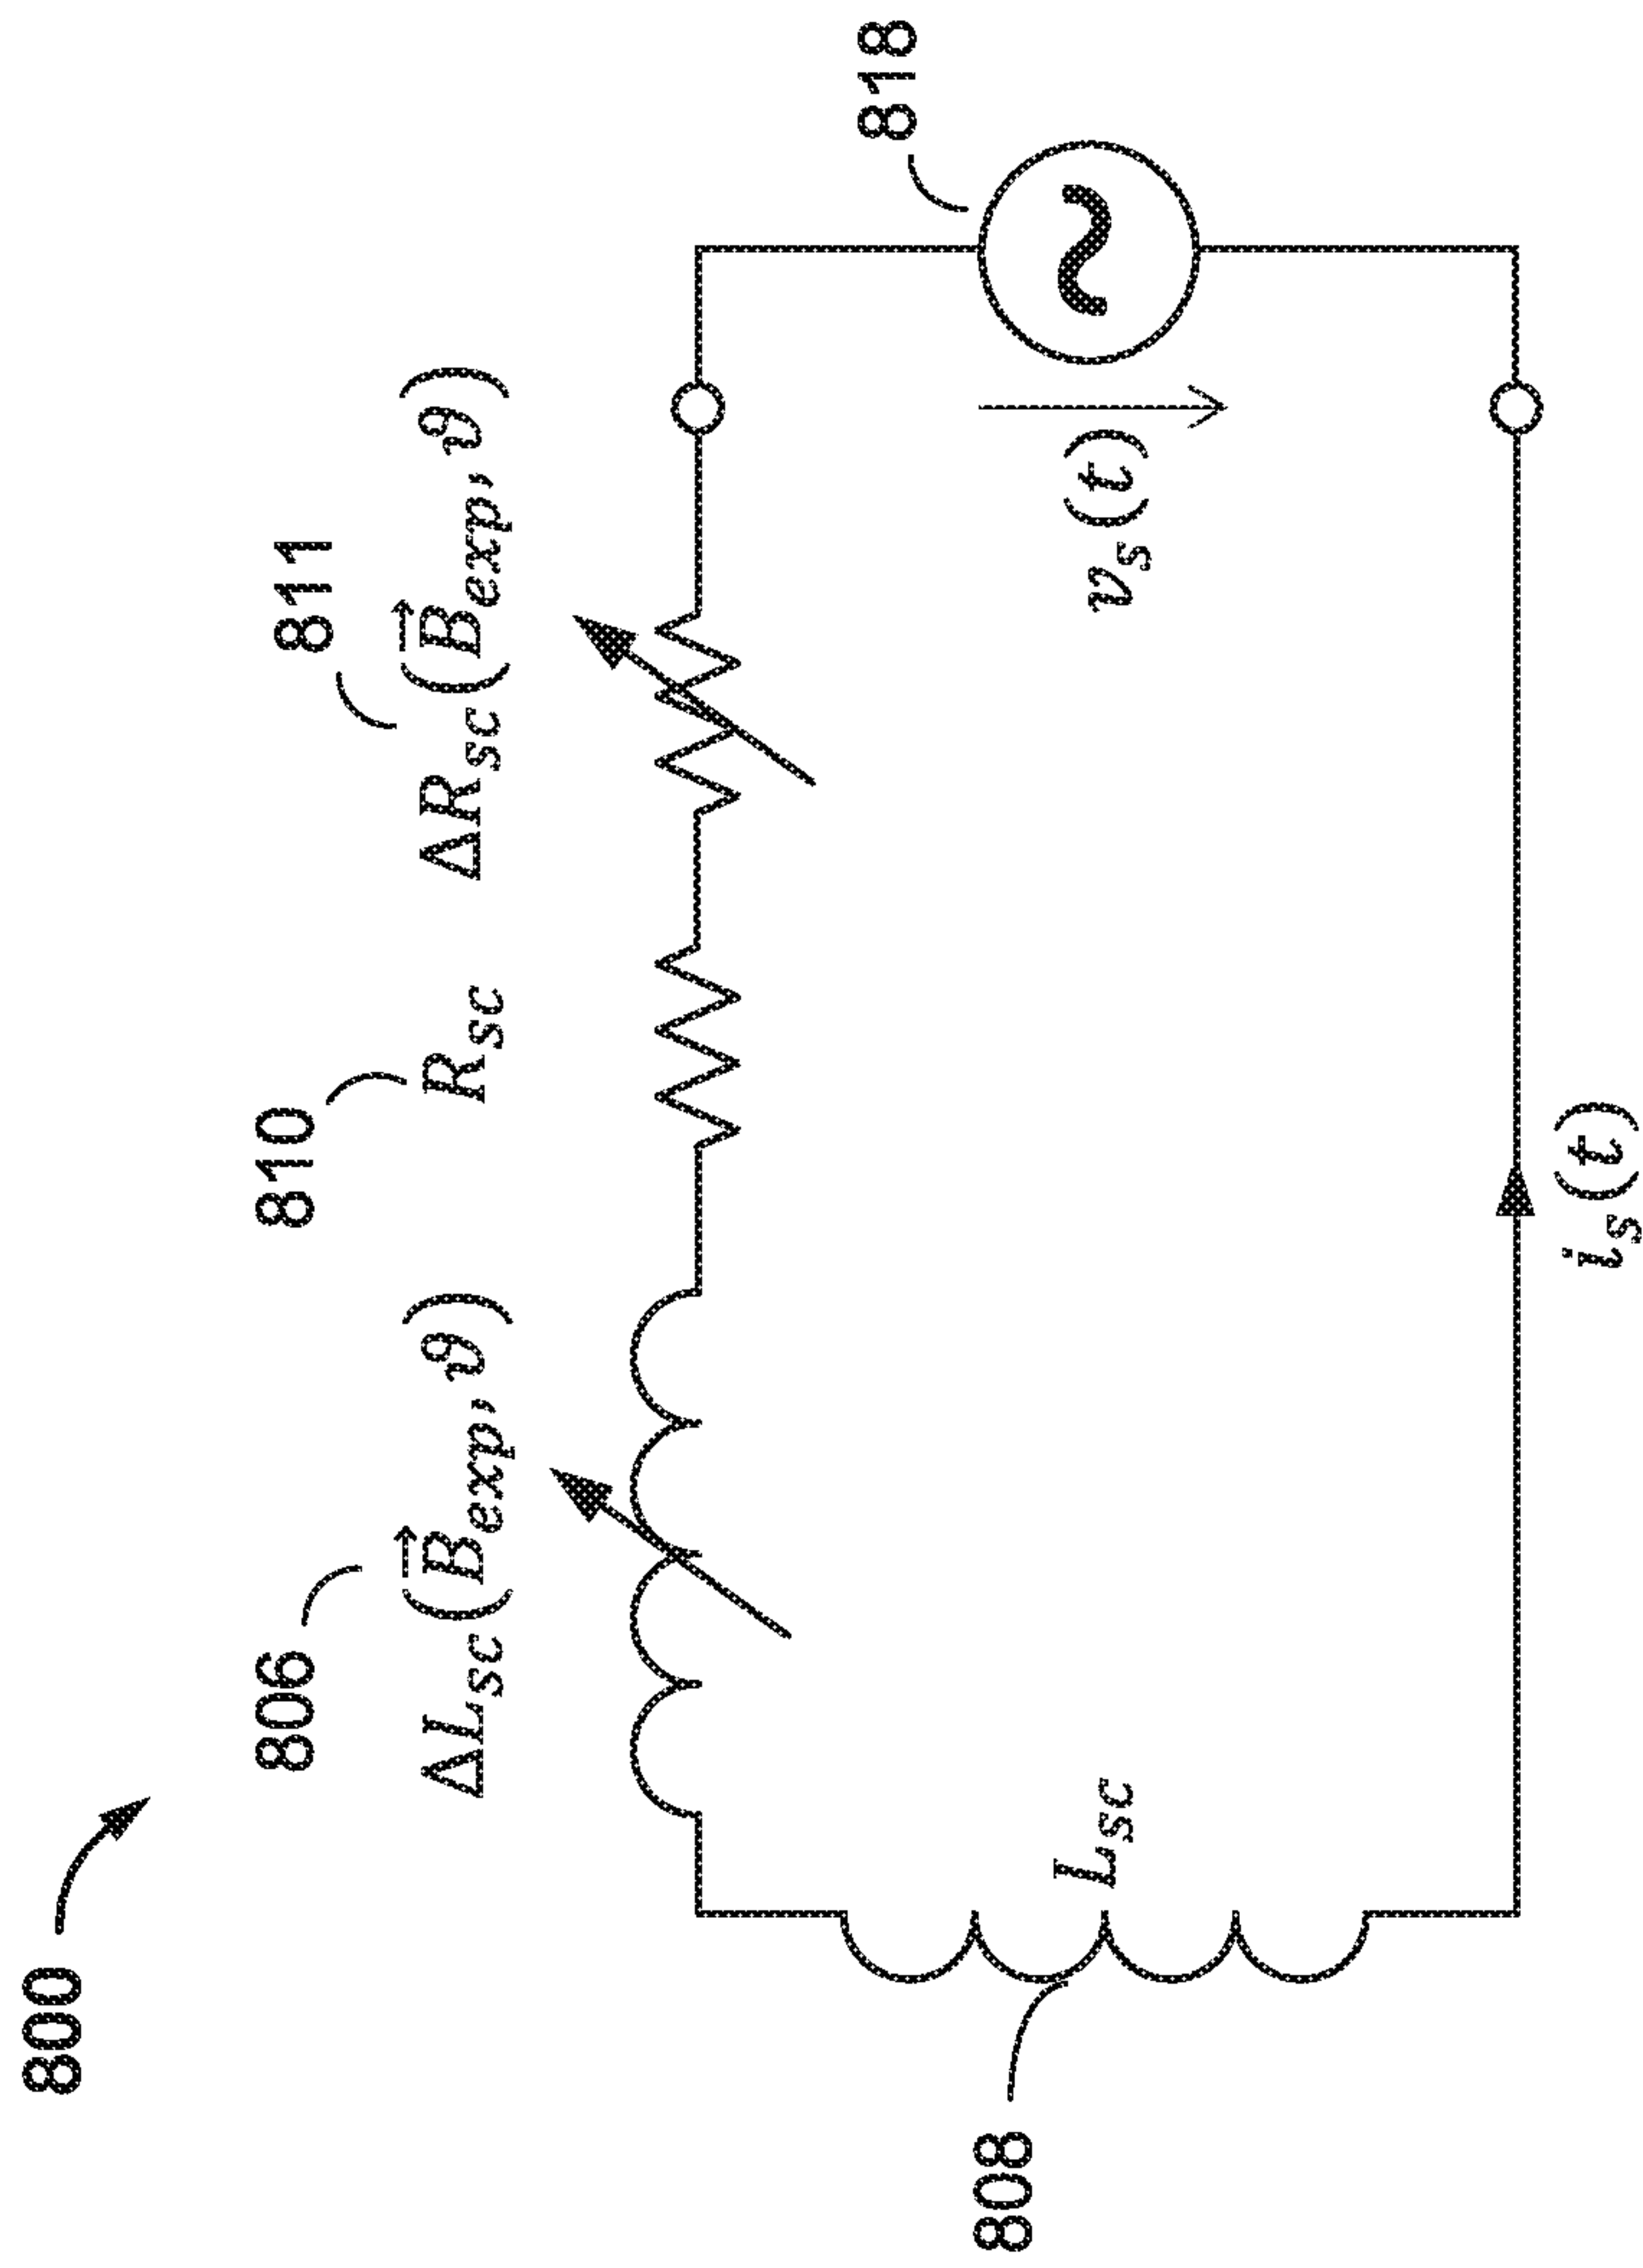 800
806
ΔL_sc(B⃗_exp, ϑ)
810
R_sc
811
ΔR_sc(B⃗_exp, ϑ)
818
808
L_sc
v_s(t)
i_s(t)